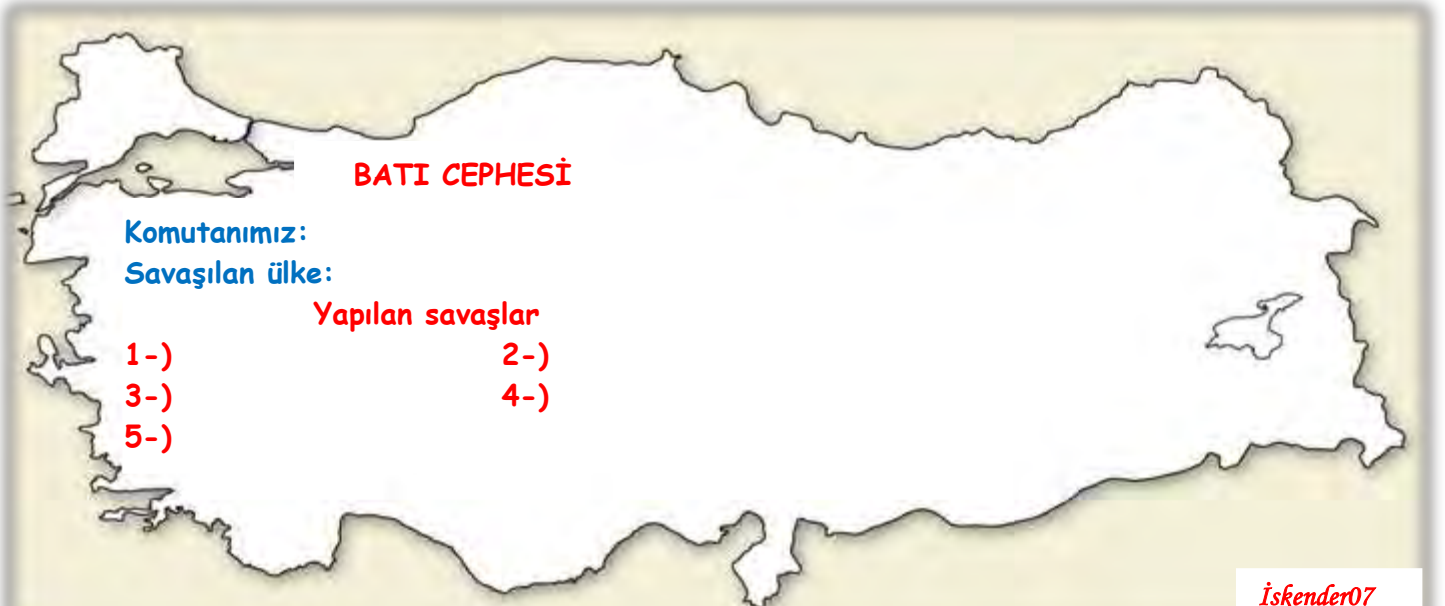 BATI CEPHESİ
Komutanımız:
Savaşılan ülke:
Yapılan savaşlar
1-) 2-)
3-) 4-)
5-)
İskender07